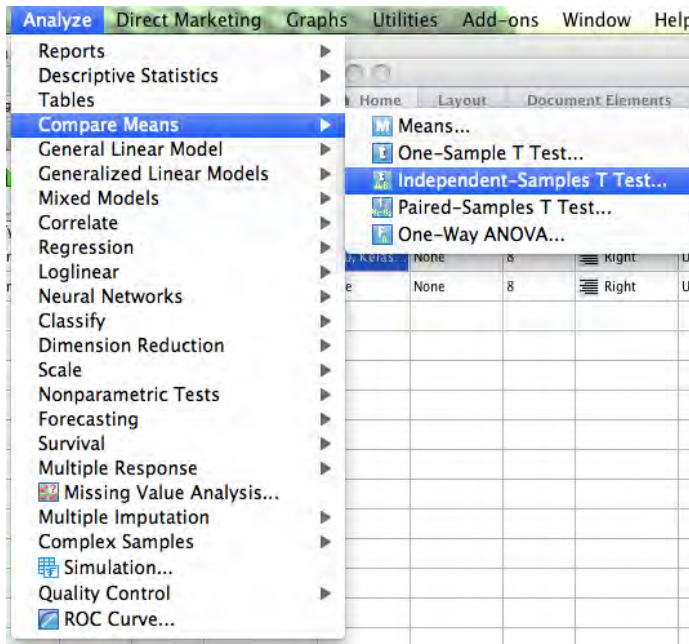 Analyze Direct Marketing Graphs Utilities Add-ons Window Help
Reports
Descriptive Statistics
Tables
Compare Means
General Linear Model
Generalized Linear Models
Mixed Models
Correlate
Regression
Loglinear
Neural Networks
Classify
Dimension Reduction
Scale
Nonparametric Tests
Forecasting
Survival
Multiple Response
Missing Value Analysis...
Multiple Imputation
Complex Samples
Simulation...
Quality Control
ROC Curve...
Home Layout Document Elements
Means...
One-Sample T Test...
Independent-Samples T Test...
Paired-Samples T Test...
One-Way ANOVA...
None 8 Right
None 8 Right